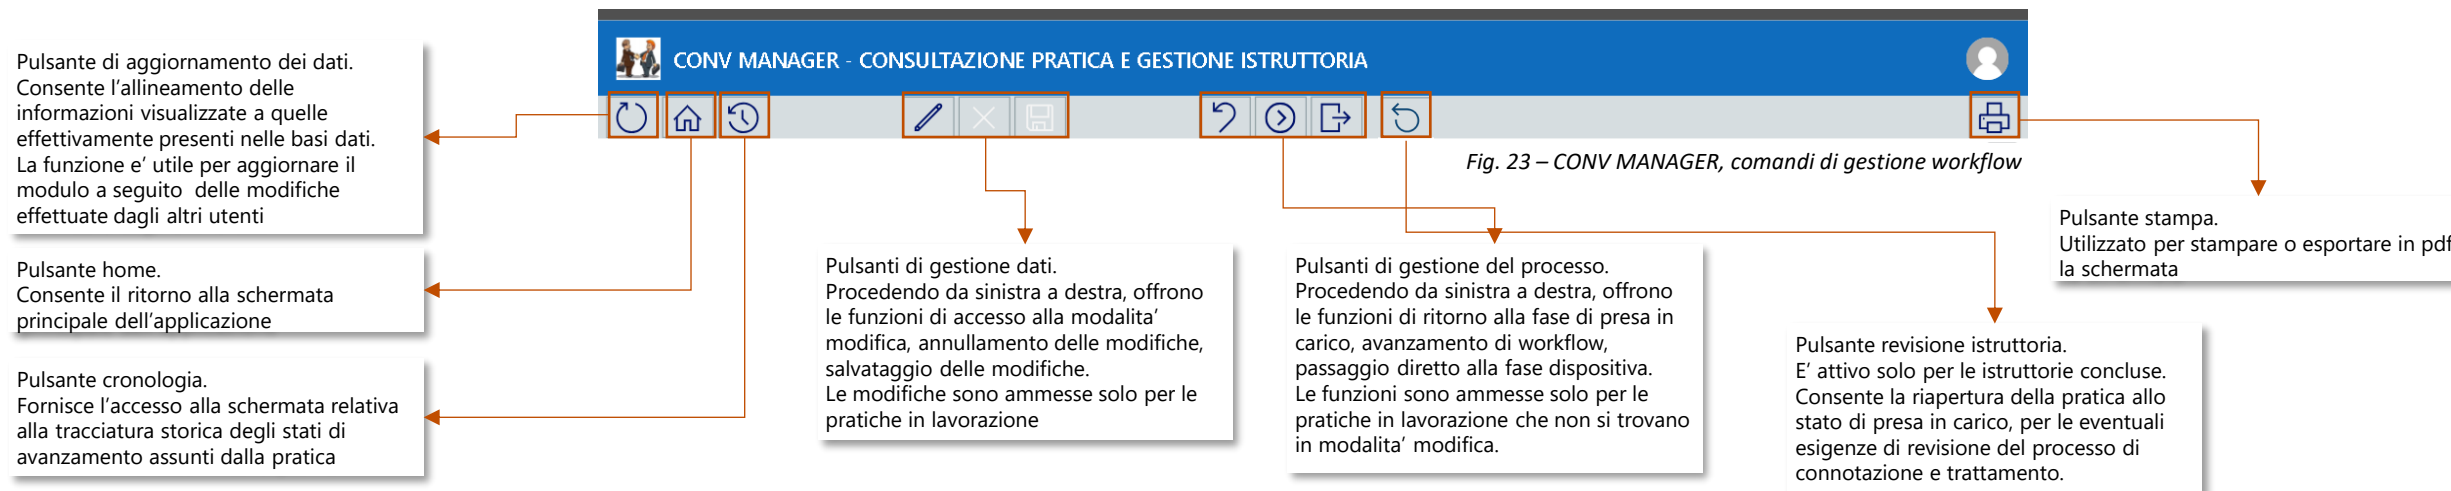 CONV MANAGER - CONSULTAZIONE PRATICA E GESTIONE ISTRUTTORIA
Fig. 23 – CONV MANAGER, comandi di gestione workflow
Pulsante di aggiornamento dei dati.
Consente l'allineamento delle
informazioni visualizzate a quelle
effettivamente presenti nelle basi dati.
La funzione e' utile per aggiornare il
modulo a seguito delle modifiche
effettuate dagli altri utenti
Pulsante home.
Consente il ritorno alla schermata
principale dell'applicazione
Pulsante cronologia.
Fornisce l'accesso alla schermata relativa
alla tracciatura storica degli stati di
avanzamento assunti dalla pratica
Pulsanti di gestione dati.
Procedendo da sinistra a destra, offrono
le funzioni di accesso alla modalita'
modifica, annullamento delle modifiche,
salvataggio delle modifiche.
Le modifiche sono ammesse solo per le
pratiche in lavorazione
Pulsanti di gestione del processo.
Procedendo da sinistra a destra, offrono
le funzioni di ritorno alla fase di presa in
carico, avanzamento di workflow,
passaggio diretto alla fase dispositiva.
Le funzioni sono ammesse solo per le
pratiche in lavorazione che non si trovano
in modalita' modifica.
Pulsante revisione istruttoria.
E' attivo solo per le istruttorie concluse.
Consente la riapertura della pratica allo
stato di presa in carico, per le eventuali
esigenze di revisione del processo di
connotazione e trattamento.
Pulsante stampa.
Utilizzato per stampare o esportare in pdf
la schermata